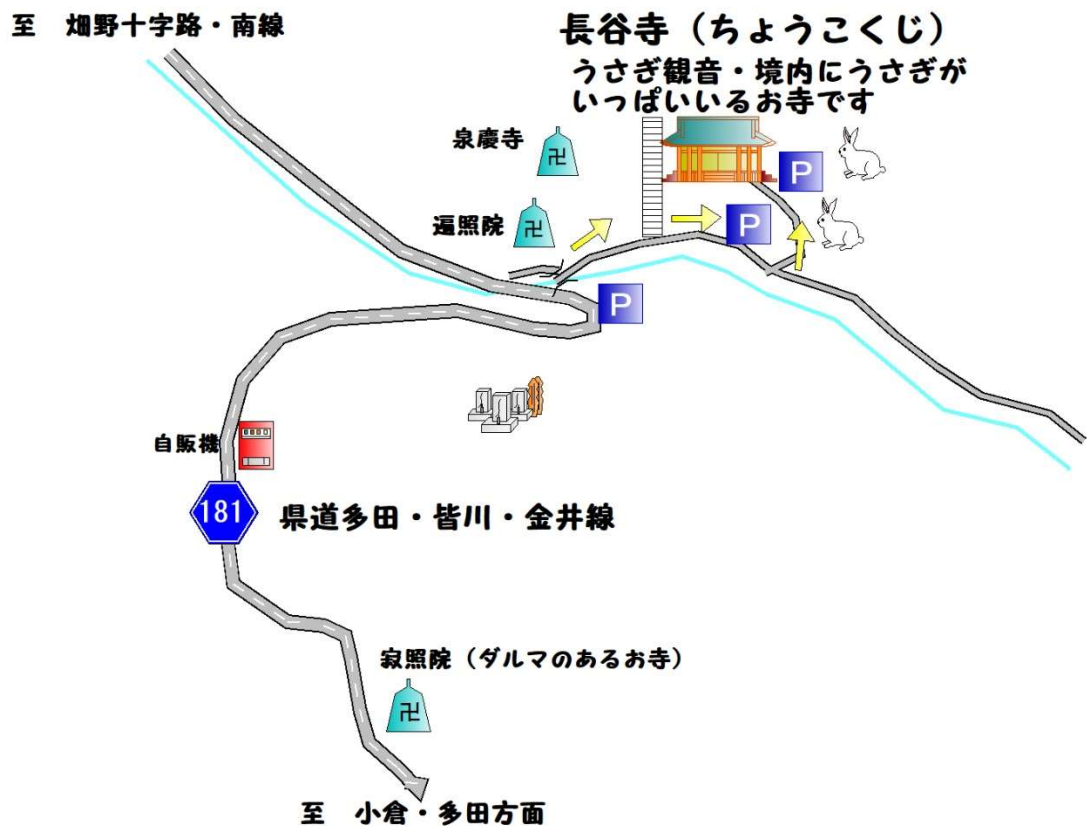 至 畑野十字路・南線
長谷寺（ちょうこくじ）
うさぎ観音・境内にうさぎが
いっぱいいるお寺です
泉慶寺
卍
P
遍照院
卍
P
P
自販機
181
県道多田・皆川・金井線
寂照院（ダルマのあるお寺）
卍
至 小倉・多田方面